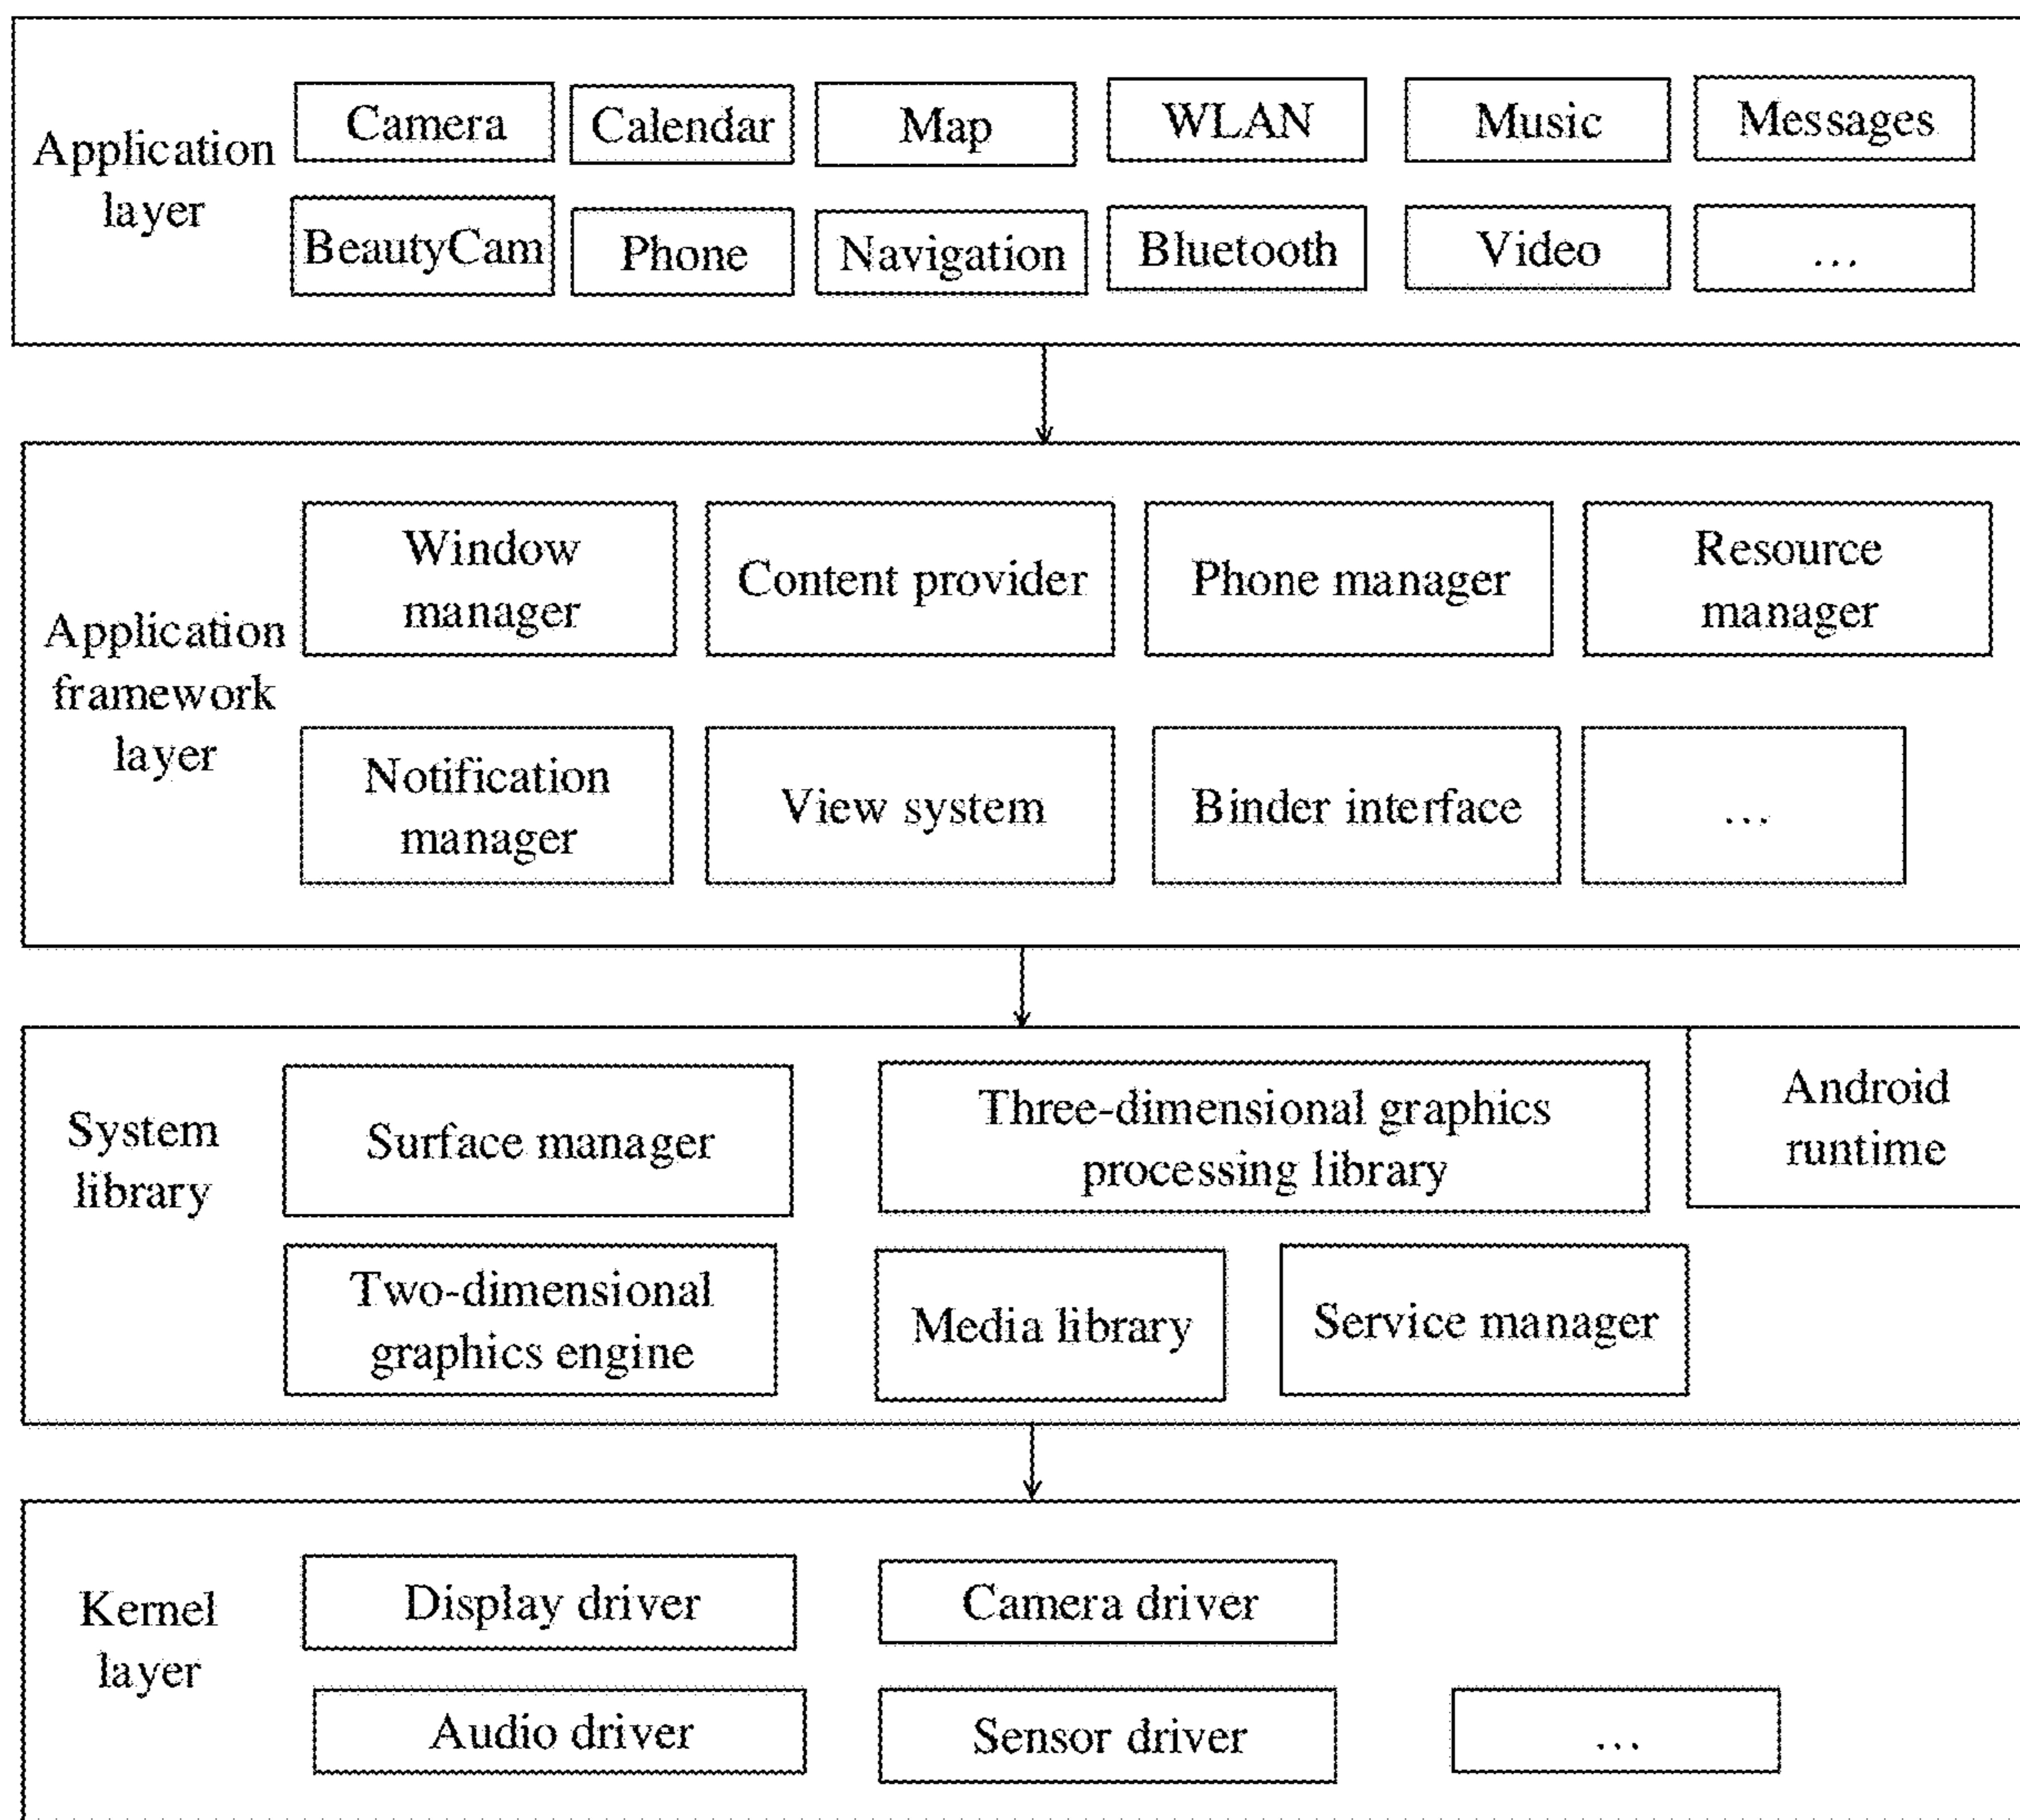 Application
layer
Camera
Calendar
Map
WLAN
Music
Messages
BeautyCam
Phone
Navigation
Bluetooth
Video
...
Application
framework
layer
Window
manager
Content provider
Phone manager
Resource
manager
Notification
manager
View system
Binder interface
...
System
library
Surface manager
Three-dimensional graphics
processing library
Android
runtime
Two-dimensional
graphics engine
Media library
Service manager
Kernel
layer
Display driver
Camera driver
Audio driver
Sensor driver
...